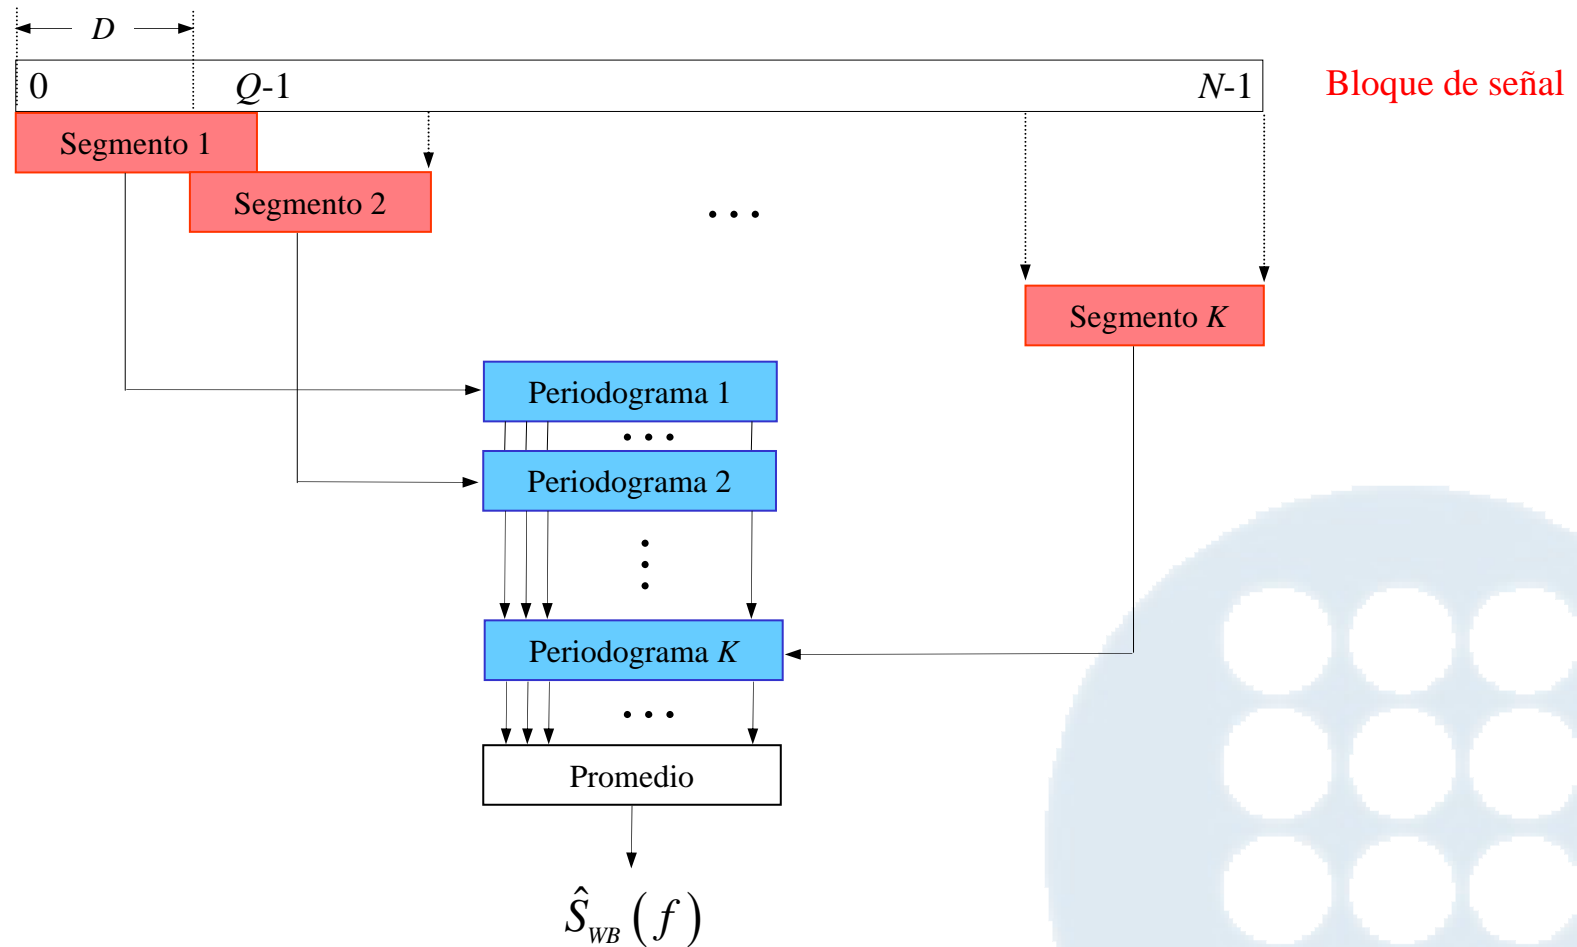 D
0 Q-1 N-1
Bloque de señal
Segmento 1
Segmento 2
...
Segmento K
Periodograma 1
...
Periodograma 2
Periodograma K
...
Promedio
Ŝ_WB(f)